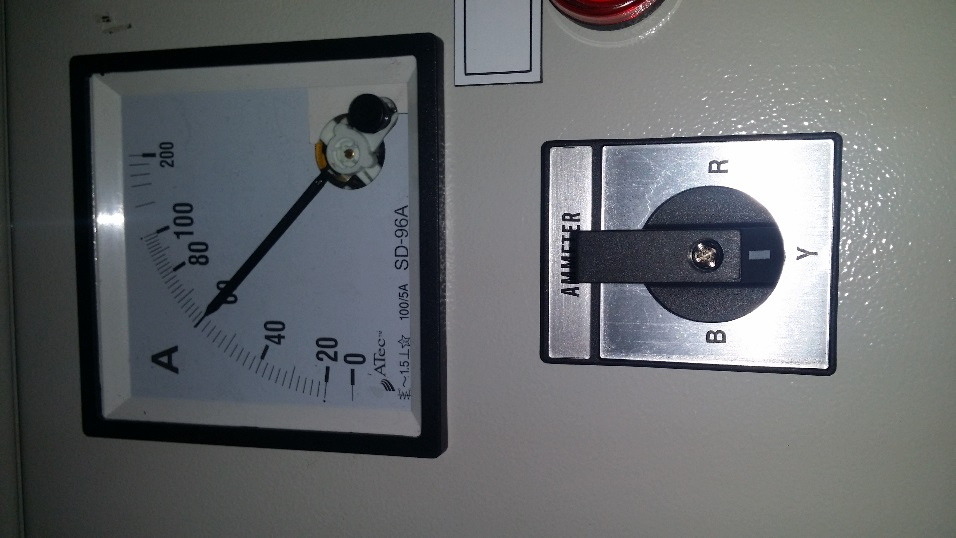 0
20
40
60
80
100
200
A
ATec
100/5A SD-96A
~1.5⊥☆
AMMETER
R
Y
B